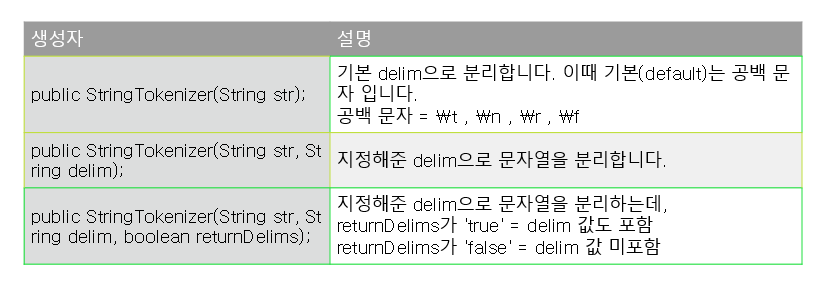 생성자 설명
public StringTokenizer(String str);
기본 delim으로 분리합니다. 이때 기본(default)는 공백 문
자 입니다.
공백 문자 = ₩t , ₩n , ₩r , ₩f
public StringTokenizer(String str, St
ring delim);
지정해준 delim으로 문자열을 분리합니다.
public StringTokenizer(String str, St
ring delim, boolean returnDelims);
지정해준 delim으로 문자열을 분리하는데,
returnDelims가 'true' = delim 값도 포함
returnDelims가 'false' = delim 값 미포함